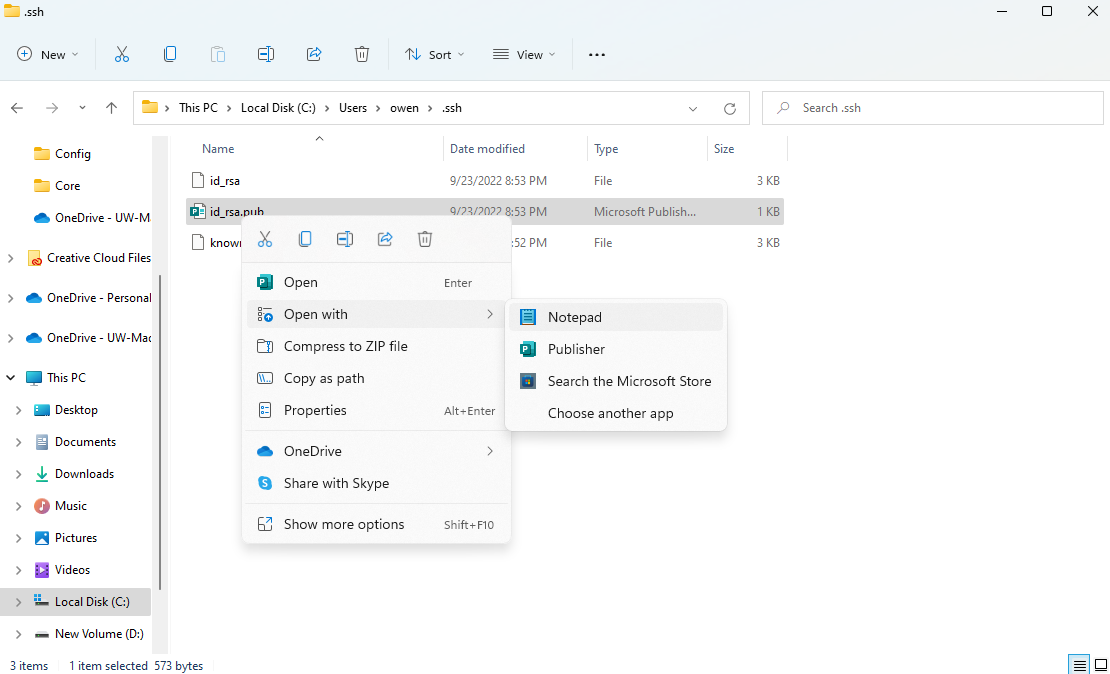 .ssh
New
Sort
View
This PC > Local Disk (C:) > Users > owen > .ssh
Search .ssh
Name Date modified Type Size
id_rsa 9/23/2022 8:53 PM File 3 KB
id_rsa.pub 9/23/2022 8:53 PM Microsoft Publish... 1 KB
:52 PM File 3 KB
Config
Core
OneDrive - UW-Ma
Creative Cloud Files
OneDrive - Personal
OneDrive - UW-Mac
This PC
Desktop
Documents
Downloads
Music
Pictures
Videos
Local Disk (C:)
New Volume (D:)
Open Enter
Open with
Compress to ZIP file
Copy as path
Properties Alt+Enter
OneDrive
Share with Skype
Show more options Shift+F10
Notepad
Publisher
Search the Microsoft Store
Choose another app
3 items 1 item selected 573 bytes